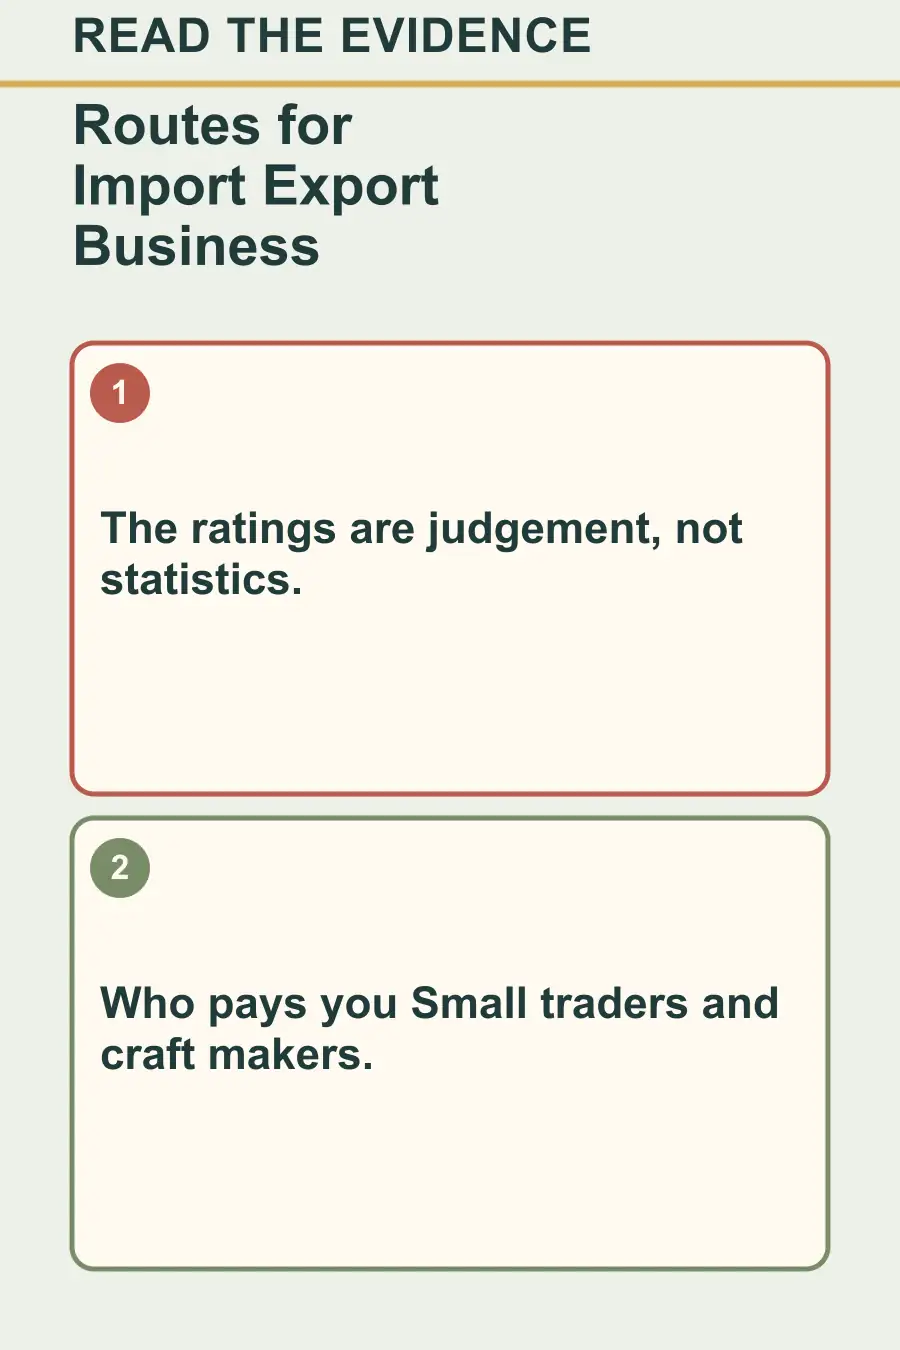 READ THE EVIDENCE
Routes for
Import Export
Business
1
The ratings are judgement, not
statistics.
2
Who pays you Small traders and
craft makers.